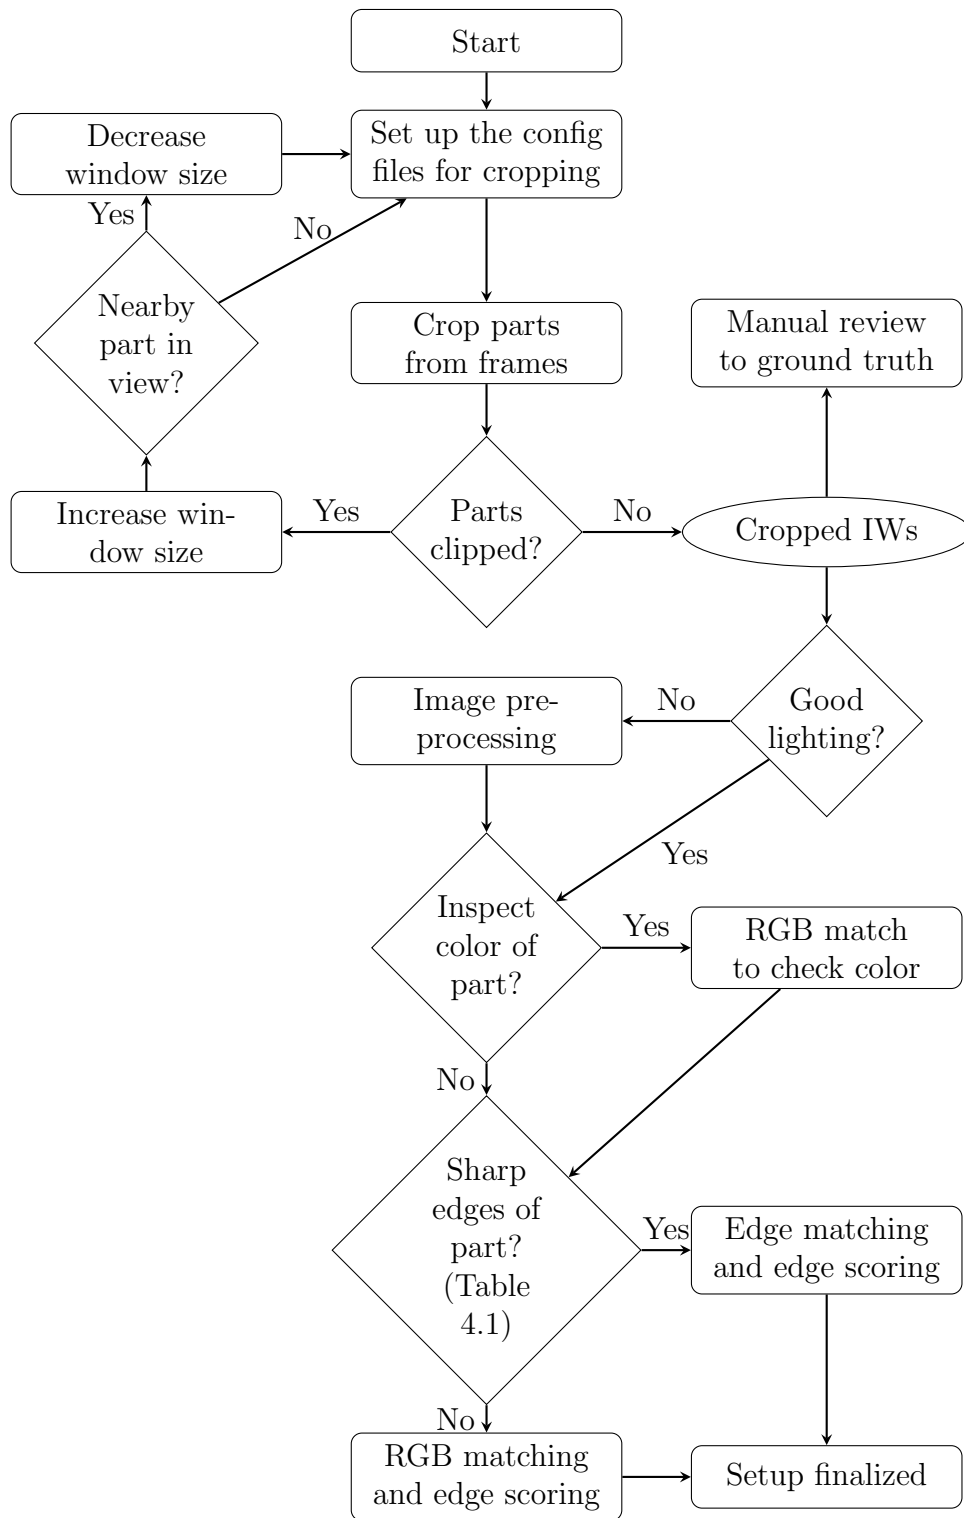 Start
Decrease
window size
Set up the config
files for cropping
Yes
No
Nearby
part in
view?
Crop parts
from frames
Manual review
to ground truth
Increase win-
dow size
Yes
Parts
clipped?
No
Cropped IWs
Image pre-
processing
No
Good
lighting?
Yes
Inspect
color of
part?
Yes
RGB match
to check color
No
Sharp
edges of
part?
(Table
4.1)
Yes
Edge matching
and edge scoring
No
RGB matching
and edge scoring
Setup finalized